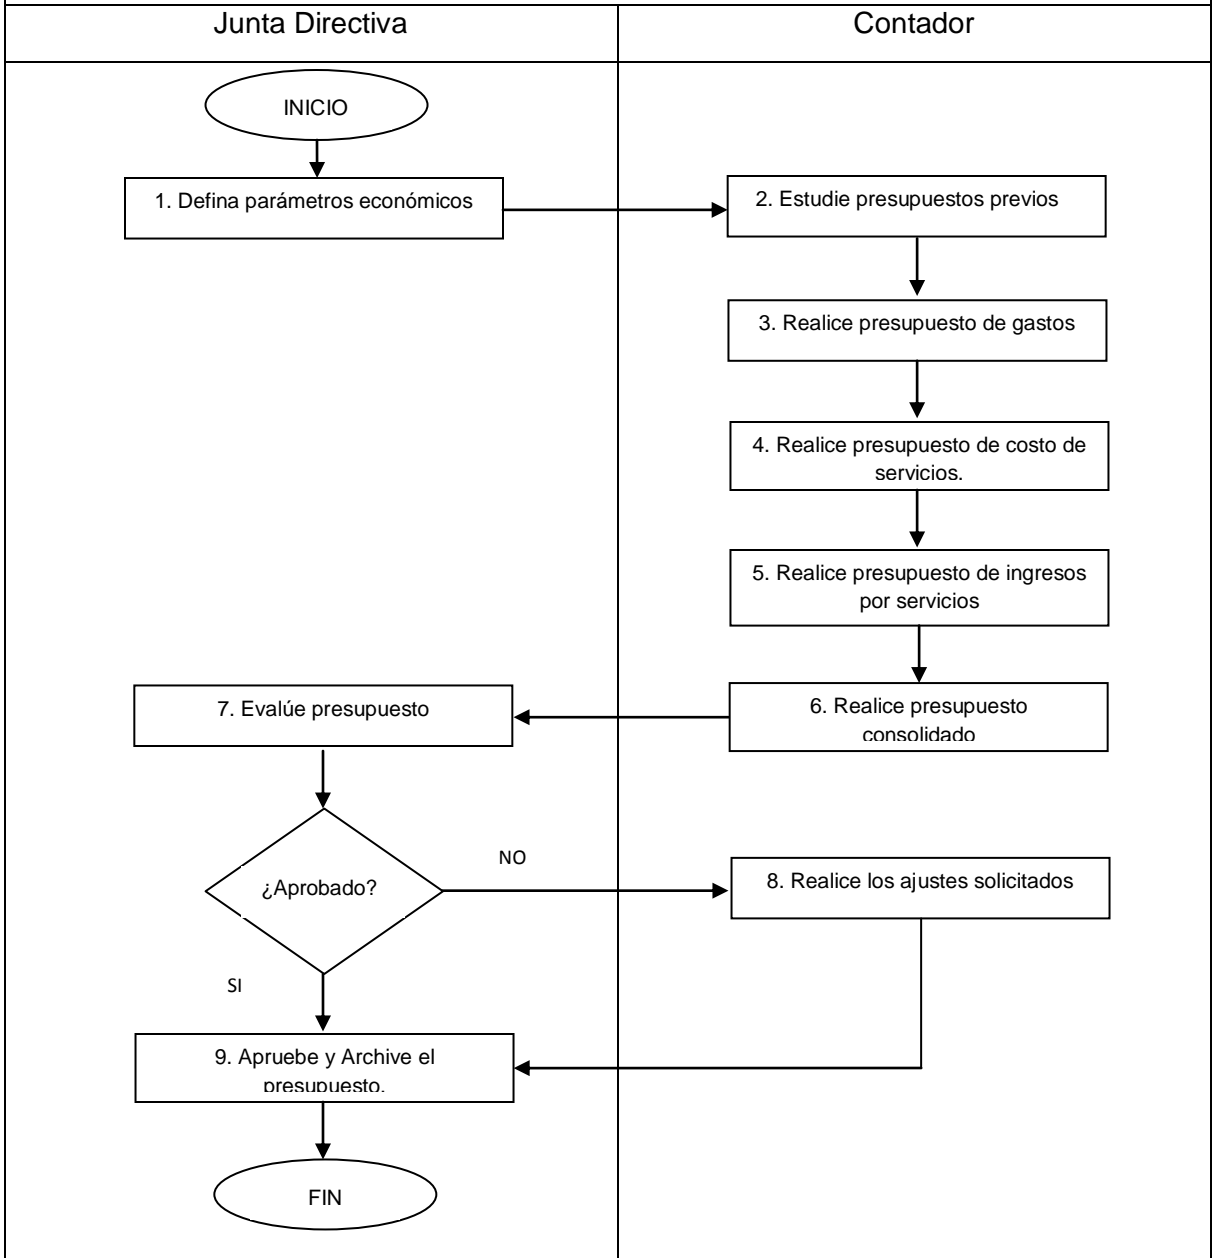 Junta Directiva
Contador
INICIO
1. Defina parámetros económicos
2. Estudie presupuestos previos
3. Realice presupuesto de gastos
4. Realice presupuesto de costo de
servicios.
5. Realice presupuesto de ingresos
por servicios
6. Realice presupuesto
consolidado
7. Evalúe presupuesto
¿Aprobado?
NO
8. Realice los ajustes solicitados
SI
9. Apruebe y Archive el
presupuesto.
FIN